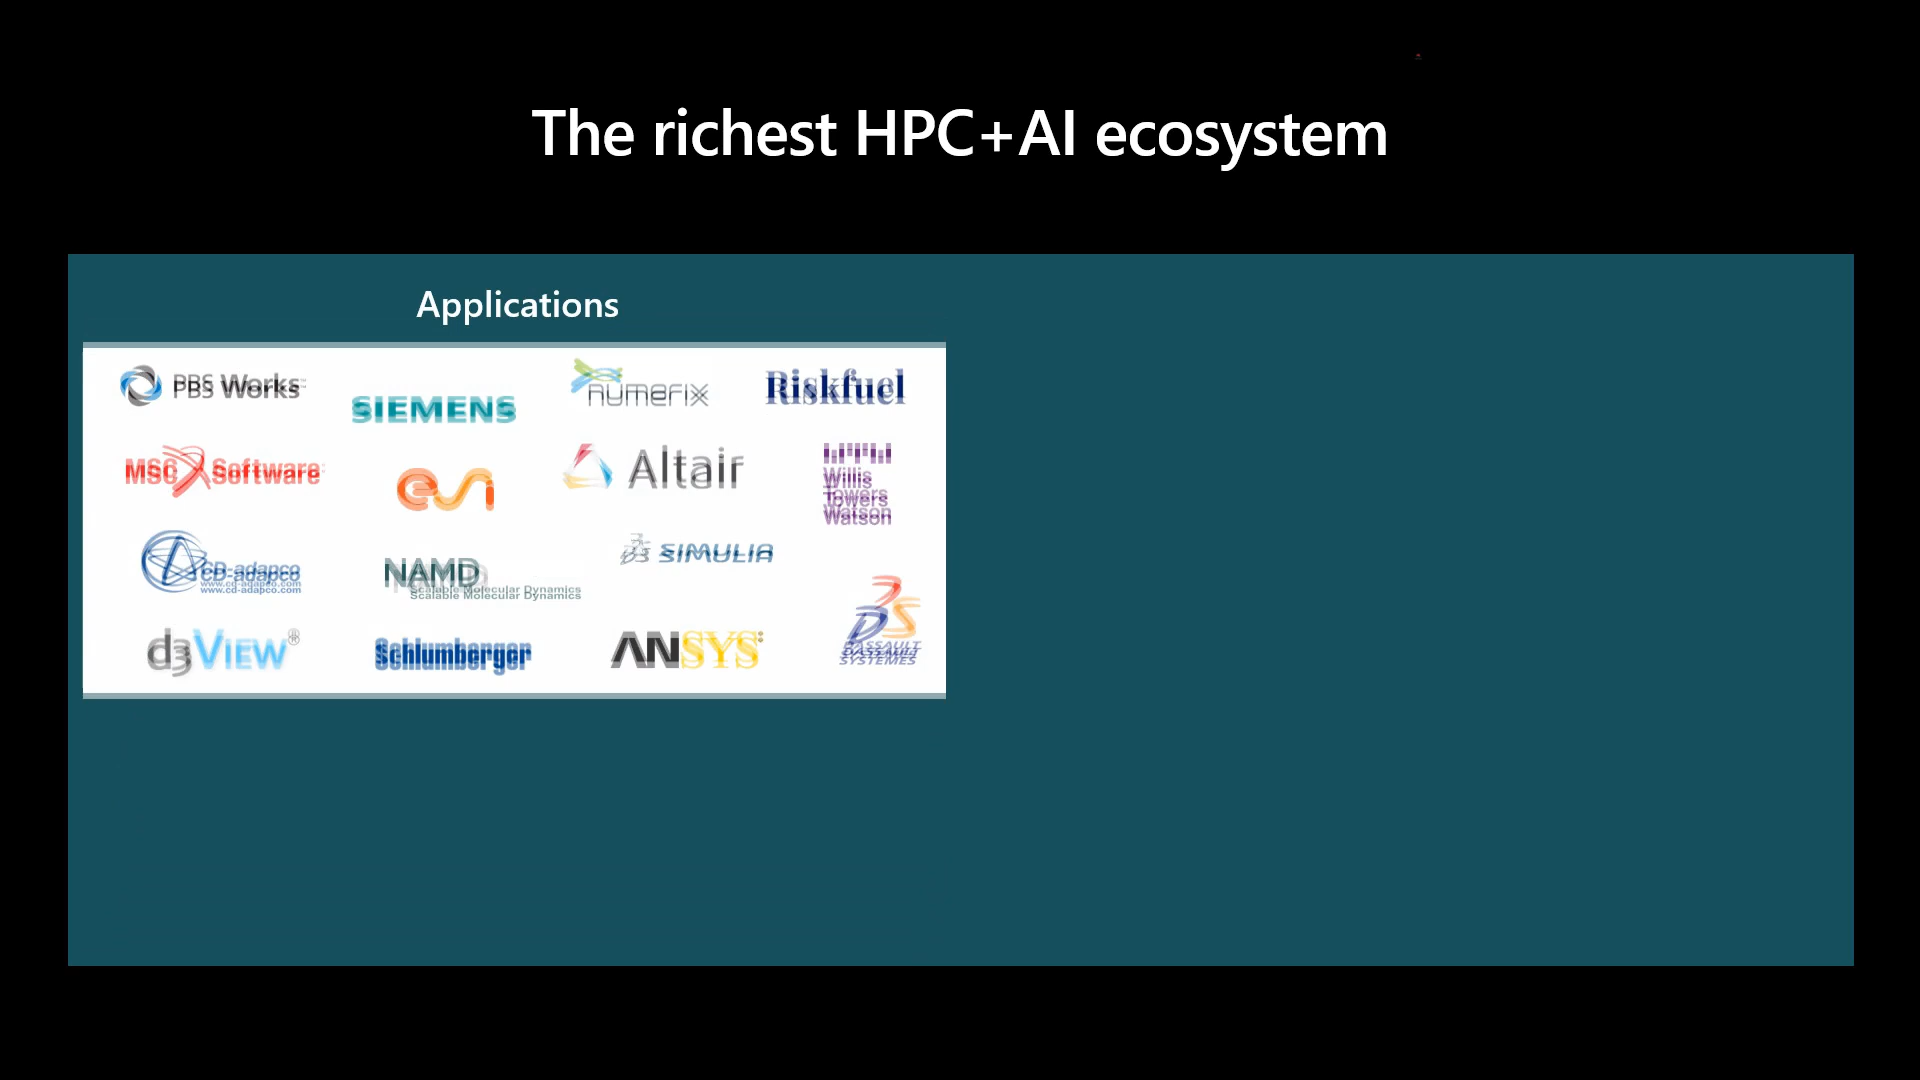 The richest HPC+AI ecosystem
Applications
PBS Works
SIEMENS
numerix
Riskfuel
MSC Software
esi
Altair
Willis
Towers
Watson
CD-adapco
www.cd-adapco.com
NAMD
Scalable Molecular Dynamics
SIMULIA
DASSAULT
SYSTEMES
d3VIEW®
Schlumberger
ANSYS